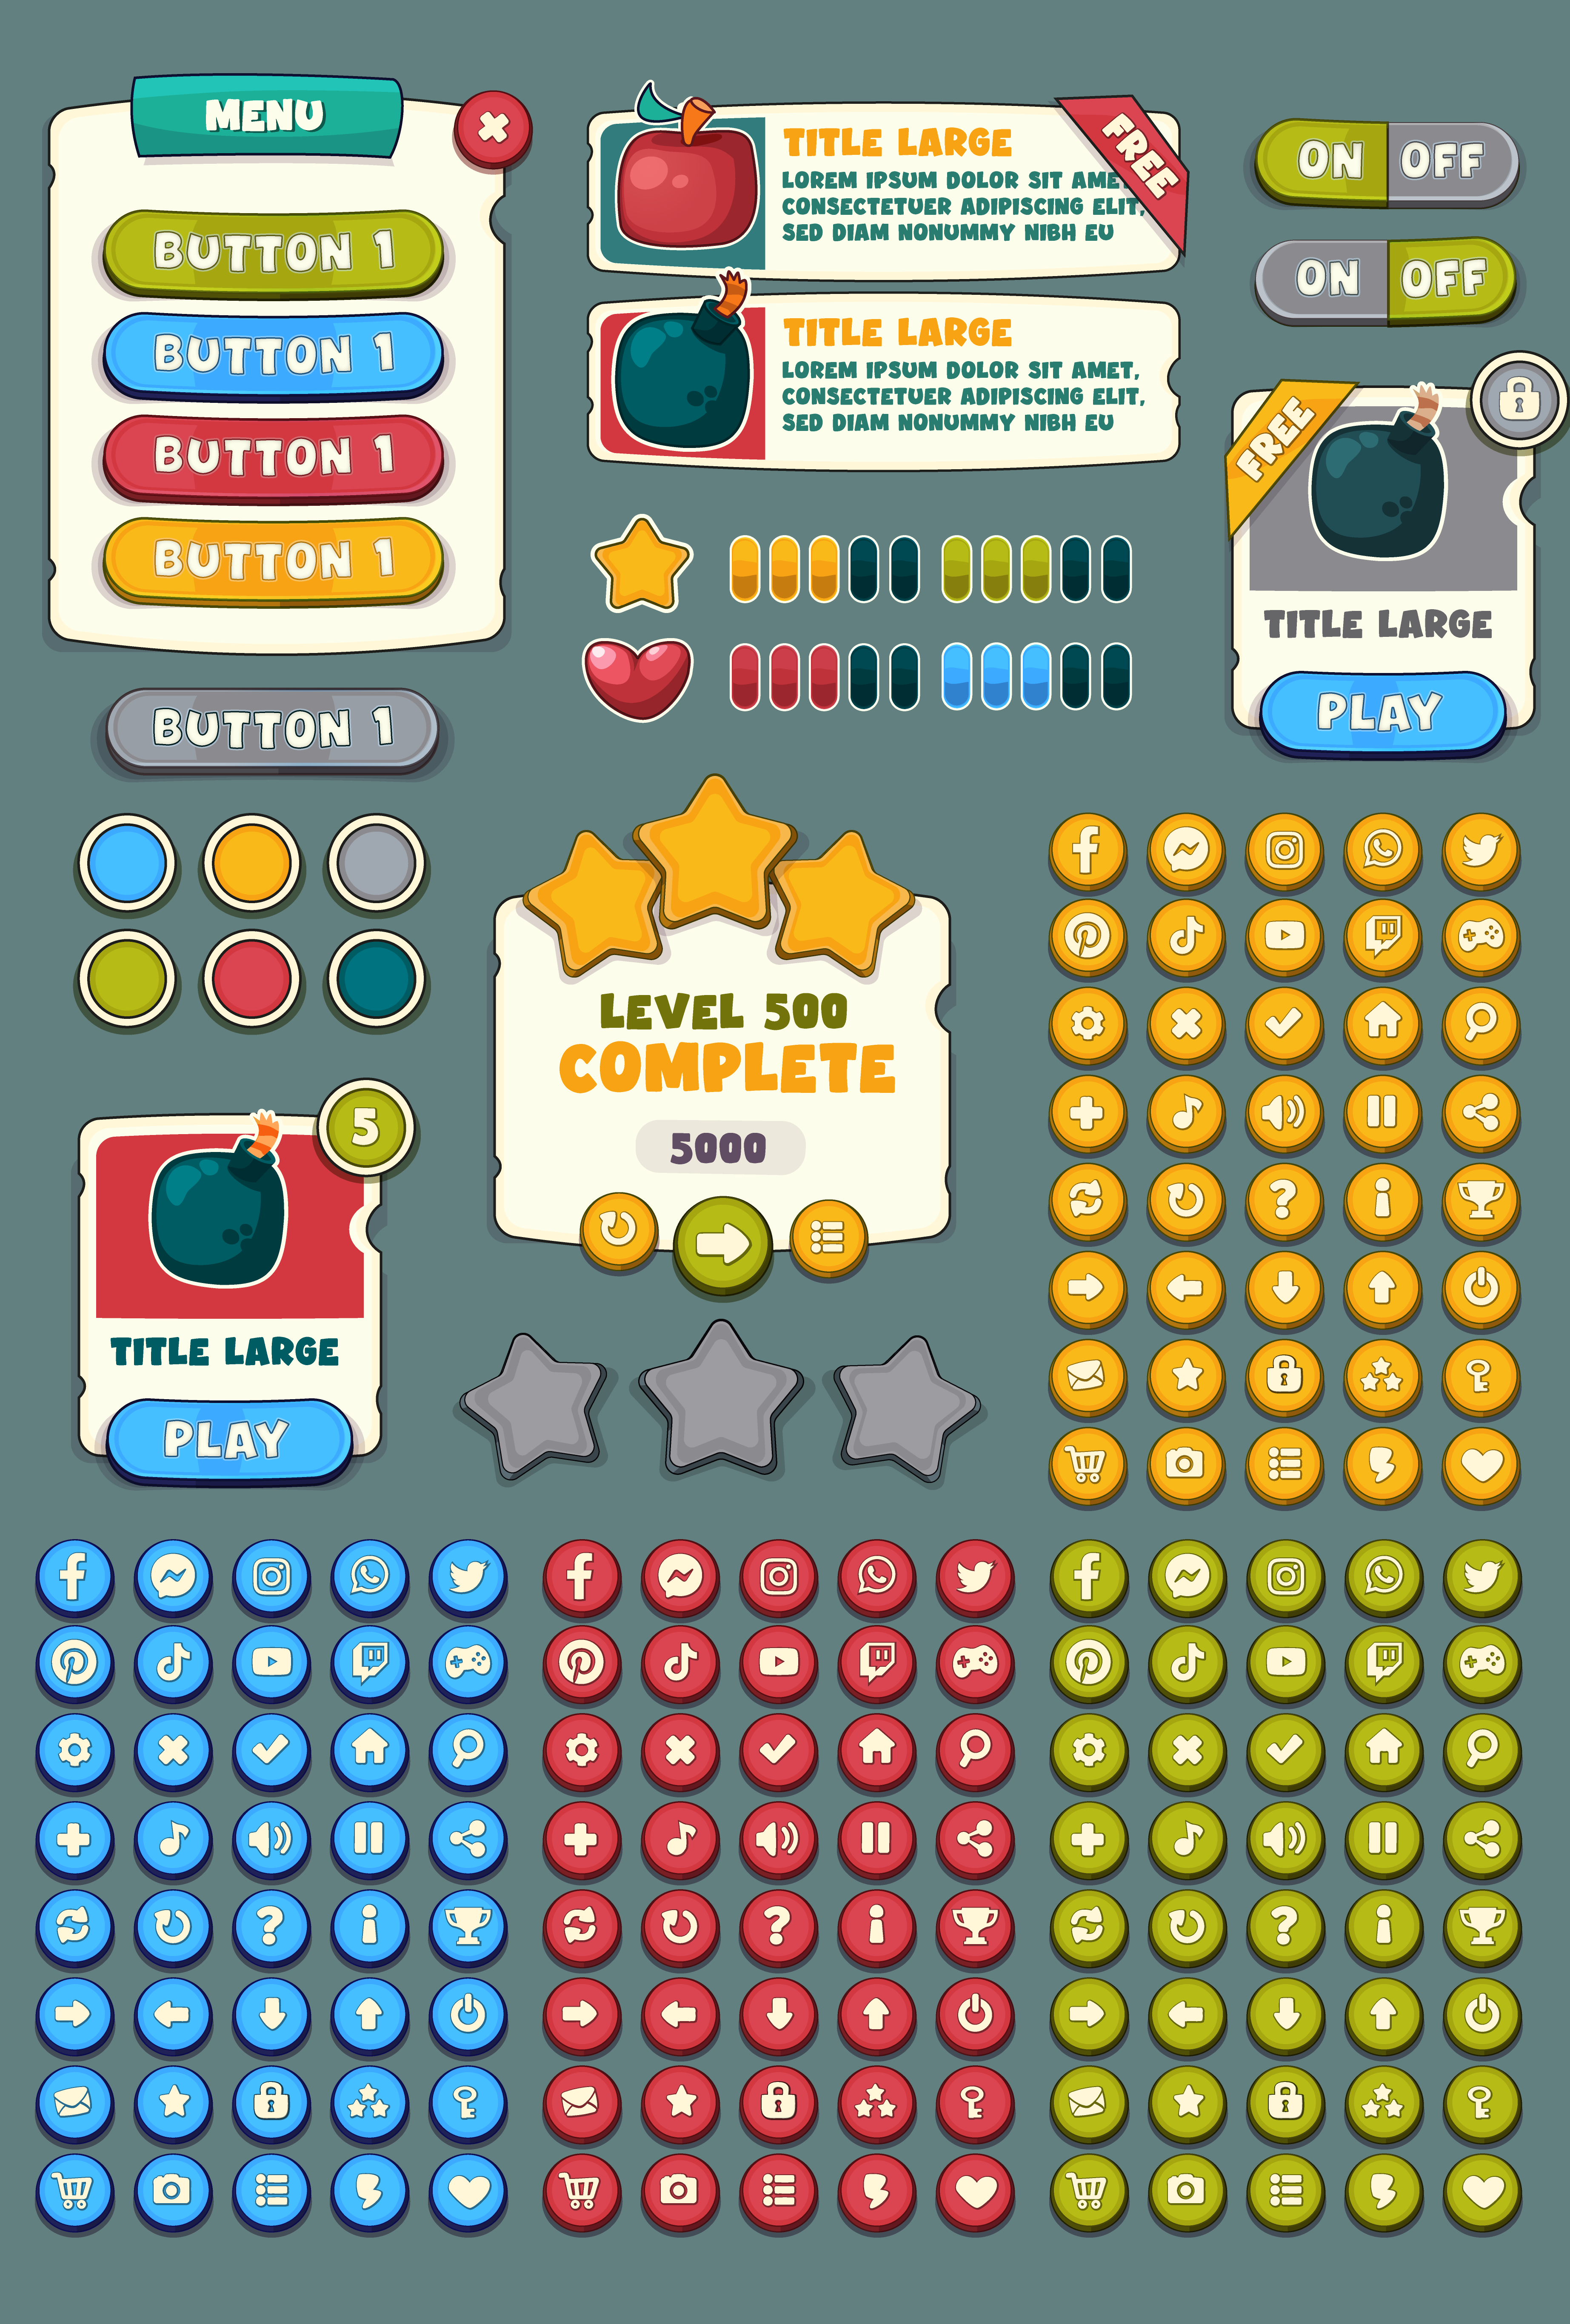 MENU
BUTTON 1
BUTTON 1
BUTTON 1
BUTTON 1
BUTTON 1
TITLE LARGE
LOREM IPSUM DOLOR SIT AMET
CONSECTETUER ADIPISCING ELIT,
SED DIAM NONUMMY NIBH EU
FREE
TITLE LARGE
LOREM IPSUM DOLOR SIT AMET,
CONSECTETUER ADIPISCING ELIT,
SED DIAM NONUMMY NIBH EU
ON OFF
ON OFF
FREE
TITLE LARGE
PLAY
LEVEL 500
COMPLETE
5000
5
TITLE LARGE
PLAY